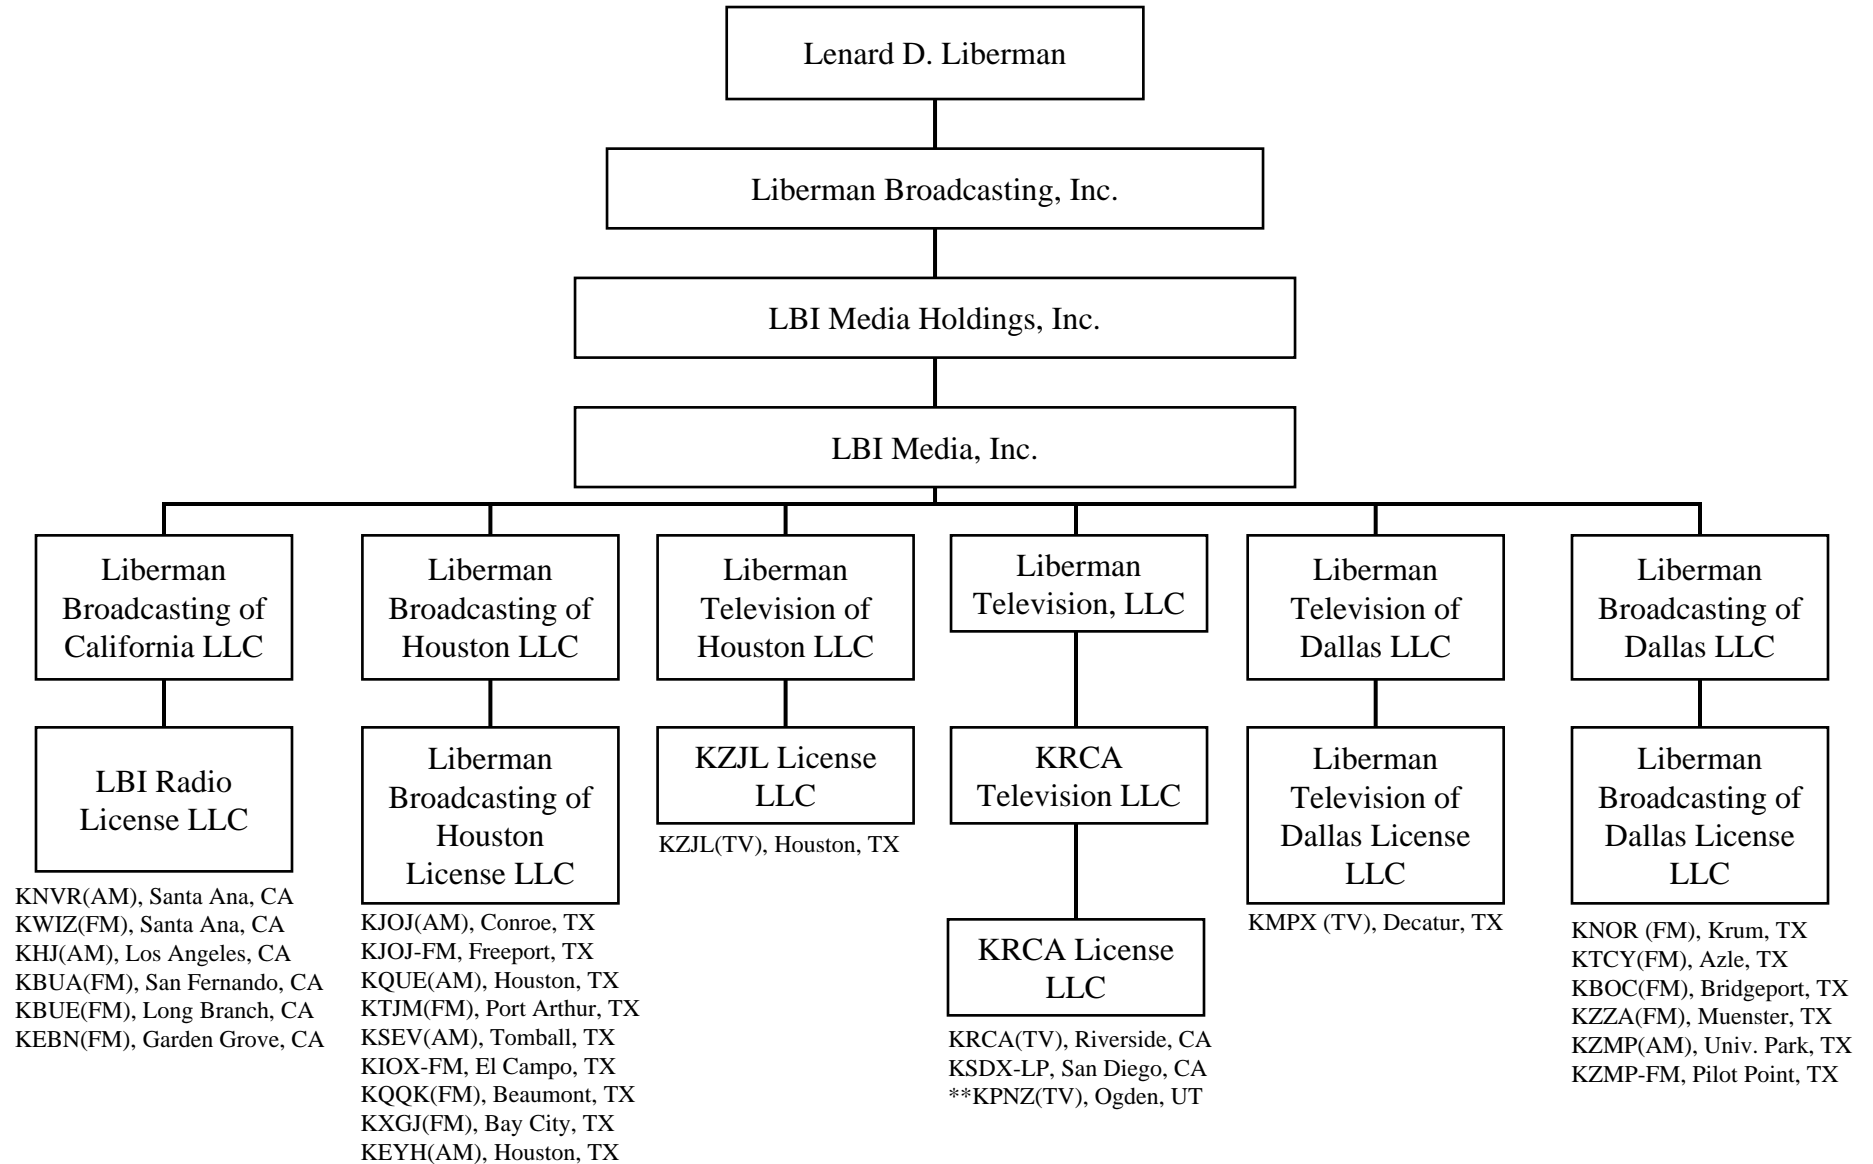 Lenard D. Liberman
Liberman Broadcasting, Inc.
LBI Media Holdings, Inc.
LBI Media, Inc.
Liberman
Broadcasting of
California LLC
Liberman
Broadcasting of
Houston LLC
Liberman
Television of
Houston LLC
Liberman
Television, LLC
Liberman
Television of
Dallas LLC
Liberman
Broadcasting of
Dallas LLC
LBI Radio
License LLC
Liberman
Broadcasting of
Houston
License LLC
KZJL License
LLC
KRCA
Television LLC
Liberman
Television of
Dallas License
LLC
Liberman
Broadcasting of
Dallas License
LLC
KZJL(TV), Houston, TX
KRCA License
LLC
KNVR(AM), Santa Ana, CA
KWIZ(FM), Santa Ana, CA
KHJ(AM), Los Angeles, CA
KBUA(FM), San Fernando, CA
KBUE(FM), Long Branch, CA
KEBN(FM), Garden Grove, CA
KJOJ(AM), Conroe, TX
KJOJ-FM, Freeport, TX
KQUE(AM), Houston, TX
KTJM(FM), Port Arthur, TX
KSEV(AM), Tomball, TX
KIOX-FM, El Campo, TX
KQQK(FM), Beaumont, TX
KXGJ(FM), Bay City, TX
KEYH(AM), Houston, TX
KRCA(TV), Riverside, CA
KSDX-LP, San Diego, CA
**KPNZ(TV), Ogden, UT
KMPX (TV), Decatur, TX
KNOR (FM), Krum, TX
KTCY(FM), Azle, TX
KBOC(FM), Bridgeport, TX
KZZA(FM), Muenster, TX
KZMP(AM), Univ. Park, TX
KZMP-FM, Pilot Point, TX